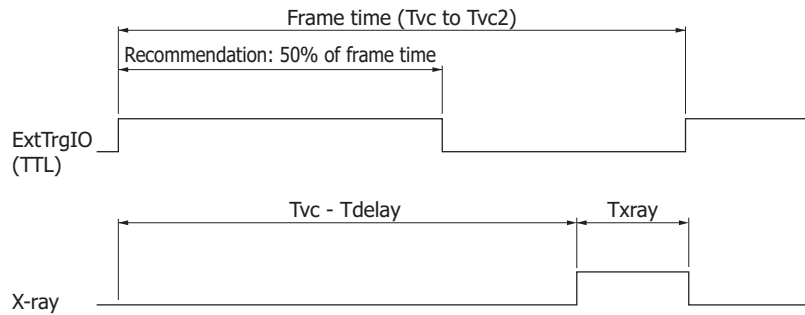 Frame time (Tvc to Tvc2)
Recommendation: 50% of frame time
ExtTrgIO
(TTL)
Tvc - Tdelay
Txray
X-ray